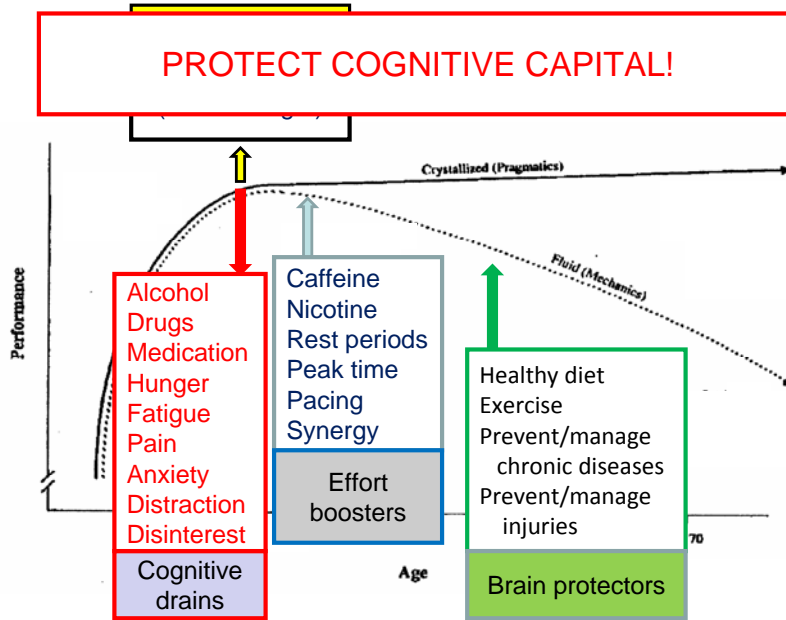 PROTECT COGNITIVE CAPITAL!
Crystallized (Pragmatics)
Fluid (Mechanics)
Performance
Alcohol
Drugs
Medication
Hunger
Fatigue
Pain
Anxiety
Distraction
Disinterest
Cognitive
drains
Caffeine
Nicotine
Rest periods
Peak time
Pacing
Synergy
Effort
boosters
Healthy diet
Exercise
Prevent/manage
chronic diseases
Prevent/manage
injuries
Brain protectors
70
Age